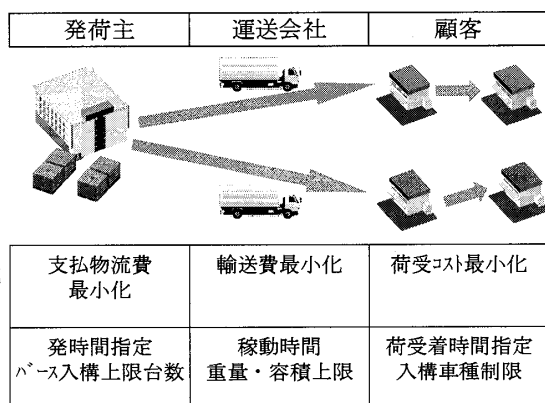 発荷主 運送会社 顧客
支払物流費 輸送費最小化 荷受ｺｽﾄ最小化
最小化
発時間指定 稼動時間 荷受着時間指定
ﾊﾞｰｽ入構上限台数 重量・容積上限 入構車種制限